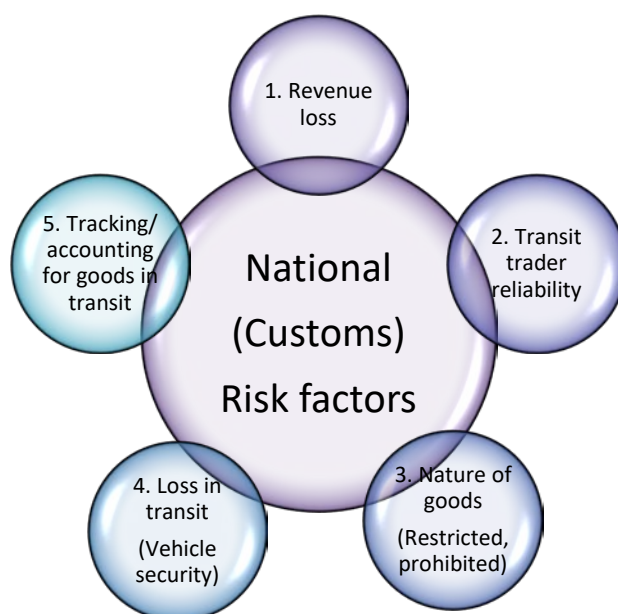 1. Revenue
loss
2. Transit
trader
reliability
3. Nature of
goods
(Restricted,
prohibited)
4. Loss in
transit
(Vehicle
security)
5. Tracking/
accounting
for goods in
transit
National
(Customs)
Risk factors